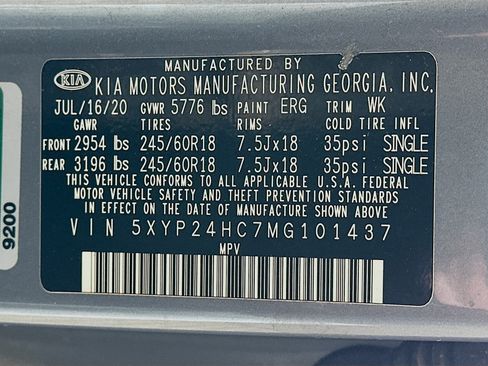 MANUFACTURED BY
KIA KIA MOTORS MANUFACTURING GEORGIA, INC.
JUL/16/20 GVWR 5776 lbs PAINT ERG TRIM WK
GAWR TIRES RIMS COLD TIRE INFL
FRONT 2954 lbs 245/60R18 7.5Jx18 35psi SINGLE
REAR 3196 lbs 245/60R18 7.5Jx18 35psi SINGLE
THIS VEHICLE CONFORMS TO ALL APPLICABLE U.S.A. FEDERAL
MOTOR VEHICLE SAFETY AND THEFT PREVENTION STANDARDS
IN EFFECT ON THE DATE OF MANUFACTURE SHOWN ABOVE.
VIN 5XYP24HC7MG101437
MPV
9200